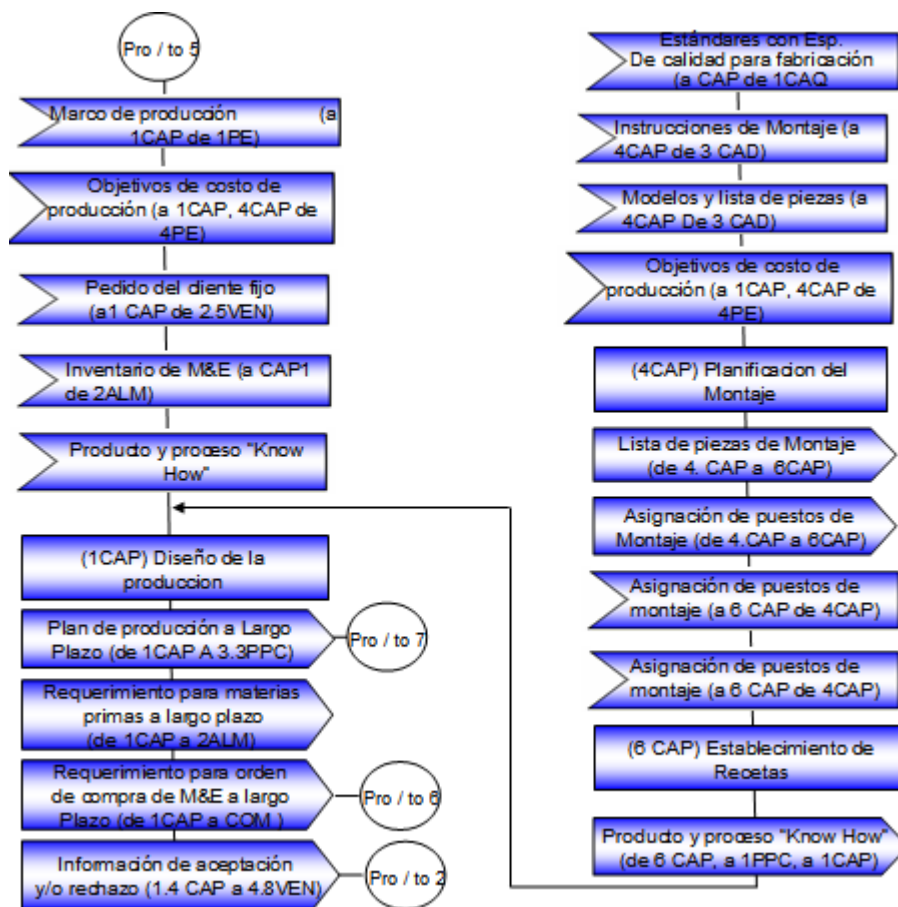 Pro / to 5
Marco de producción (a
1CAP de 1PE)
Objetivos de costo de
producción (a 1CAP, 4CAP de
4PE)
Pedido del cliente fijo
(a1 CAP de 2.5VEN)
Inventario de M&E (a CAP1
de 2ALM)
Producto y proceso "Know
How"
(1CAP) Diseño de la
produccion
Plan de producción a Largo
Plazo (de 1CAP A 3.3PPC)
Pro / to 7
Requerimiento para materias
primas a largo plazo
(de 1CAP a 2ALM)
Requerimiento para orden
de compra de M&E a largo
Plazo (de 1CAP a COM.)
Pro / to 6
Información de aceptación
y/o rechazo (1.4 CAP a 4.8VEN)
Pro / to 2
Estándares con Esp.
De calidad para fabricación
(a CAP de 1CAQ
Instrucciones de Montaje (a
4CAP de 3 CAD)
Modelos y lista de piezas (a
4CAP De 3 CAD)
Objetivos de costo de
producción (a 1CAP, 4CAP de
4PE)
(4CAP) Planificacion del
Montaje
Lista de piezas de Montaje
(de 4. CAP a 6CAP)
Asignación de puestos de
Montaje (de 4.CAP a 6CAP)
Asignación de puestos de
montaje (a 6 CAP de 4CAP)
Asignación de puestos de
montaje (a 6 CAP de 4CAP)
(6 CAP) Establecimiento de
Recetas
Producto y proceso "Know How"
(de 6 CAP, a 1PPC, a 1CAP)